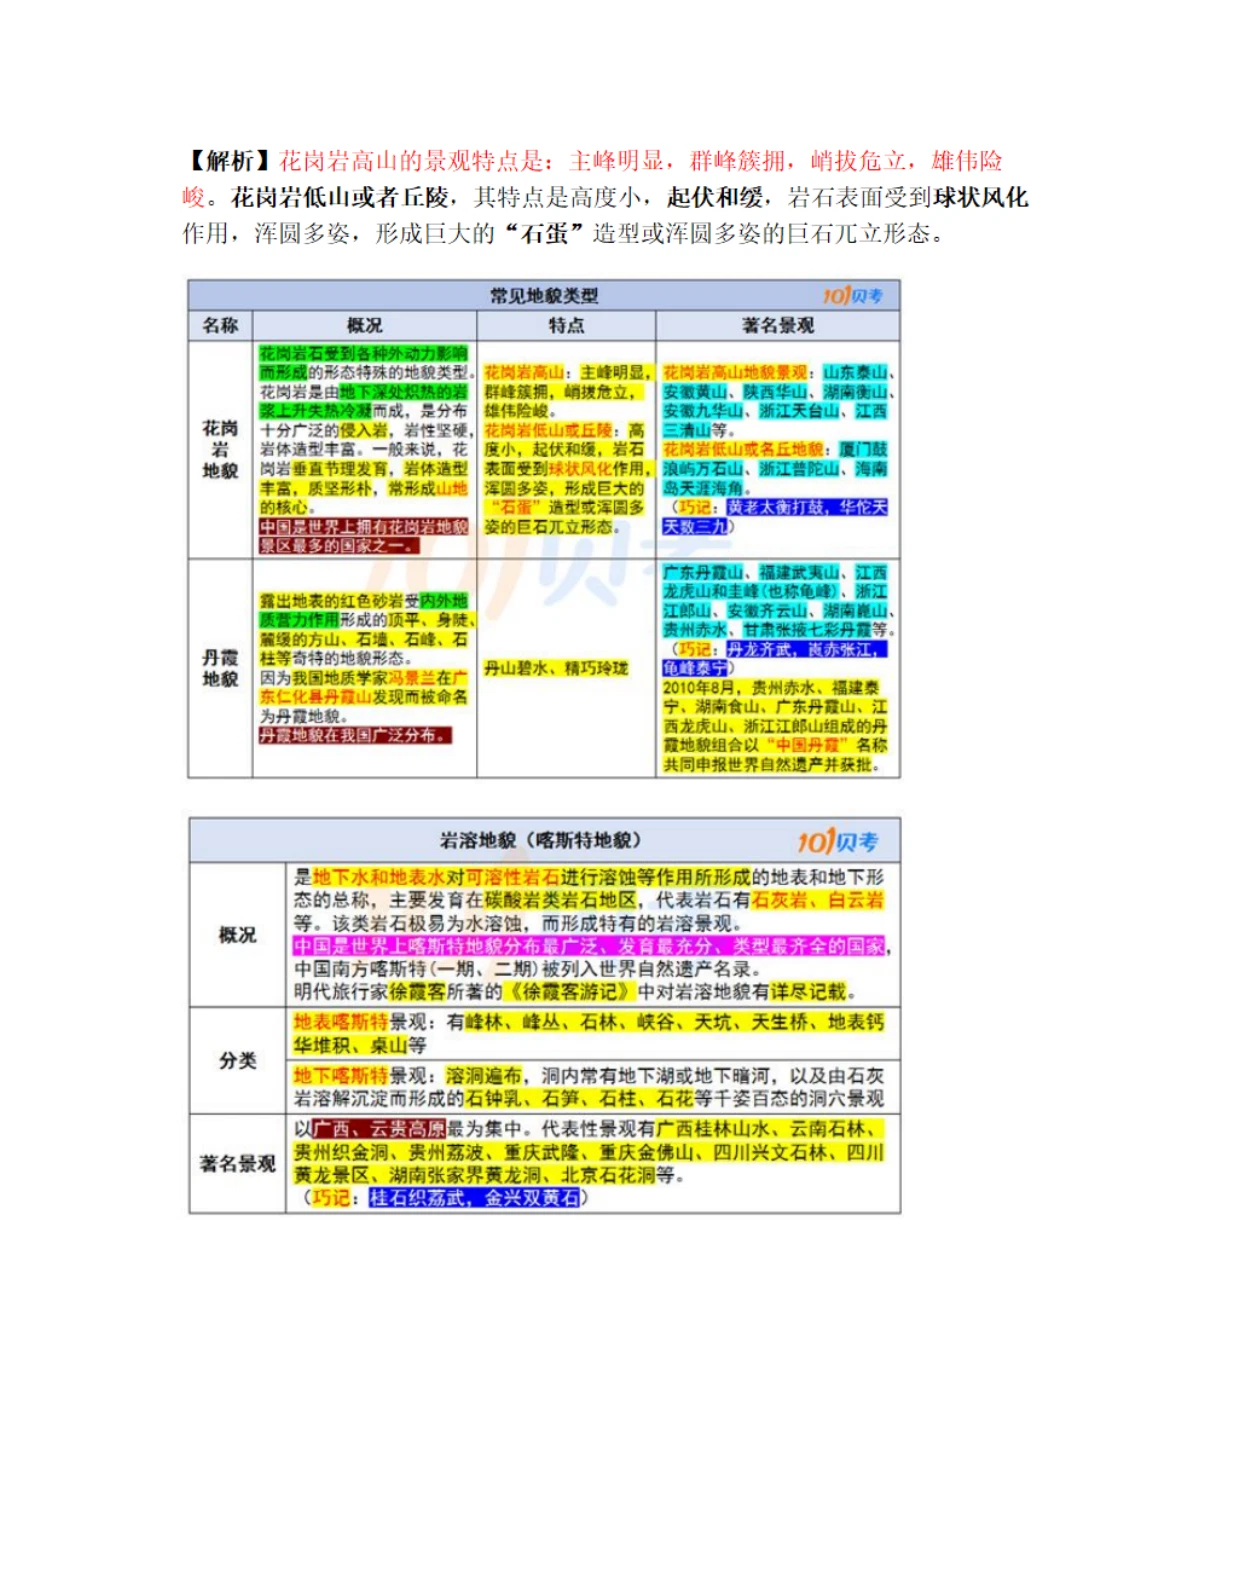 【解析】花岗岩高山的景观特点是：主峰明显，群峰簇拥，峭拔危立，雄伟险
峻。花岗岩低山或者丘陵，其特点是高度小，起伏和缓，岩石表面受到球状风化
作用，浑圆多姿，形成巨大的“石蛋”造型或浑圆多姿的巨石兀立形态。
常见地貌类型
101贝考
名称
概况
特点
著名景观
花岗
岩
地貌
花岗岩石受到各种外动力影响
而形成的形态特殊的地貌类型。
花岗岩是由地下深处炽热的岩
浆上升失热冷凝而成，是分布
十分广泛的侵入岩，岩性坚硬，
岩体造型丰富。一般来说，花
岗岩垂直节理发育，岩体造型
丰富，质坚形朴，常形成山地
的核心。
中国是世界上拥有花岗岩地貌
景区最多的国家之一。
花岗岩高山：主峰明显，
群峰簇拥，峭拔危立，
雄伟险峻。
花岗岩低山或丘陵：高
度小，起伏和缓，岩石
表面受到球状风化作用，
浑圆多姿，形成巨大的
“石蛋”造型或浑圆多
姿的巨石兀立形态。
花岗岩高山地貌景观：山东泰山、
安徽黄山、陕西华山、湖南衡山、
安徽九华山、浙江天台山、江西
三清山等。
花岗岩低山或名丘地貌：厦门鼓
浪屿万石山、浙江普陀山、海南
岛天涯海角。
（巧记：黄老太衡打鼓，华佗天
天数三九）
丹霞
地貌
露出地表的红色砂岩受内外地
质营力作用形成的顶平、身陡、
麓缓的方山、石墙、石峰、石
柱等奇特的地貌形态。
因为我国地质学家冯景兰在广
东仁化县丹霞山发现而被命名
为丹霞地貌。
丹霞地貌在我国广泛分布。
丹山碧水、精巧玲珑
广东丹霞山、福建武夷山、江西
龙虎山和圭峰(也称龟峰)、浙江
江郎山、安徽齐云山、湖南崀山、
贵州赤水、甘肃张掖七彩丹霞等。
（巧记：丹龙齐武，崀赤张江，
龟峰泰宁）
2010年8月，贵州赤水、福建泰
宁、湖南食山、广东丹霞山、江
西龙虎山、浙江江郎山组成的丹
霞地貌组合以“中国丹霞”名称
共同申报世界自然遗产并获批。
岩溶地貌（喀斯特地貌）
101贝考
概况
是地下水和地表水对可溶性岩石进行溶蚀等作用所形成的地表和地下形
态的总称，主要发育在碳酸岩类岩石地区，代表岩石有石灰岩、白云岩
等。该类岩石极易为水溶蚀，而形成特有的岩溶景观。
中国是世界上喀斯特地貌分布最广泛、发育最充分、类型最齐全的国家，
中国南方喀斯特(一期、二期)被列入世界自然遗产名录。
明代旅行家徐霞客所著的《徐霞客游记》中对岩溶地貌有详尽记载。
分类
地表喀斯特景观：有峰林、峰丛、石林、峡谷、天坑、天生桥、地表钙
华堆积、桌山等
地下喀斯特景观：溶洞遍布，洞内常有地下湖或地下暗河，以及由石灰
岩溶解沉淀而形成的石钟乳、石笋、石柱、石花等千姿百态的洞穴景观
著名景观
以广西、云贵高原最为集中。代表性景观有广西桂林山水、云南石林、
贵州织金洞、贵州荔波、重庆武隆、重庆金佛山、四川兴文石林、四川
黄龙景区、湖南张家界黄龙洞、北京石花洞等。
（巧记：桂石织荔武，金兴双黄石）